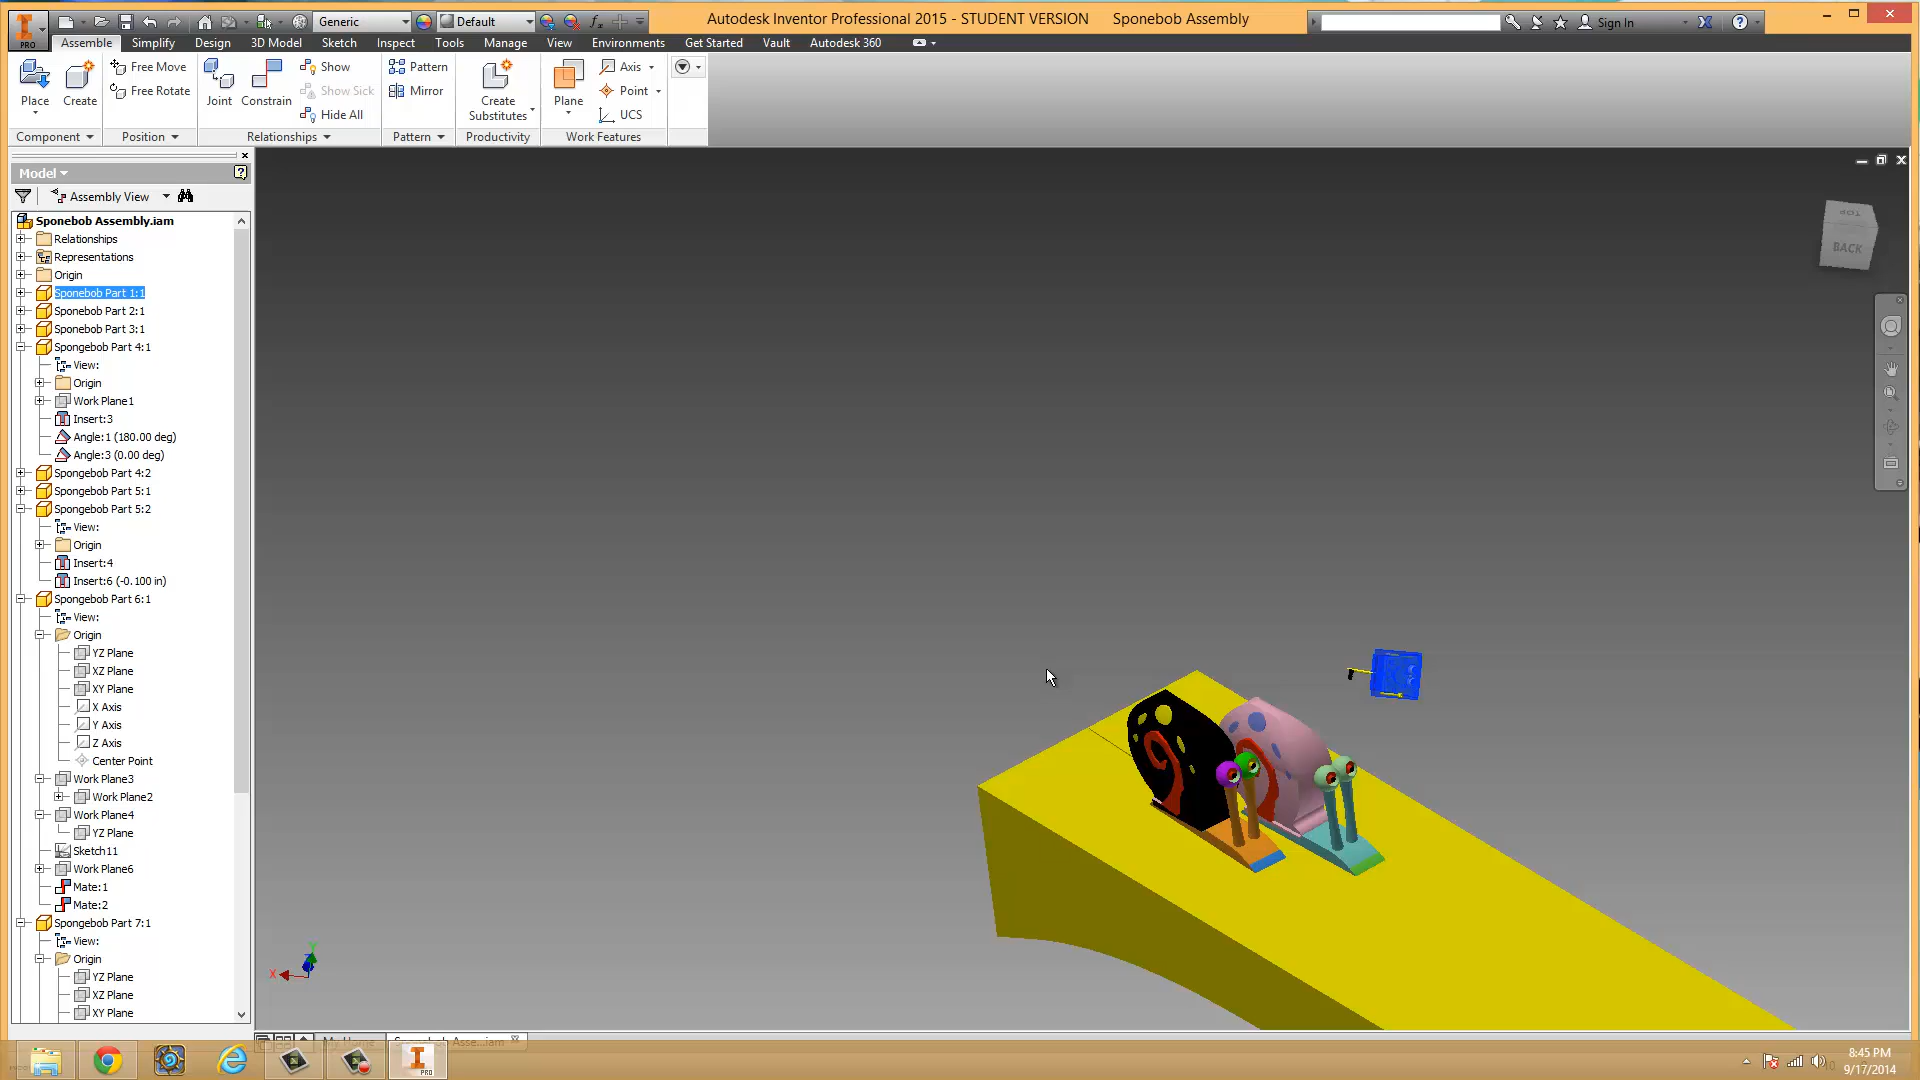 Generic
Default
Autodesk Inventor Professional 2015 - STUDENT VERSION
Sponebob Assembly
Sign In
PRO
Assemble
Simplify
Design
3D Model
Sketch
Inspect
Tools
Manage
View
Environments
Get Started
Vault
Autodesk 360
Place
Create
Free Move
Free Rotate
Joint
Constrain
Show
Show Sick
Hide All
Pattern
Mirror
Create
Substitutes
Plane
Axis
Point
UCS
Component
Position
Relationships
Pattern
Productivity
Work Features
Model
Assembly View
Sponebob Assembly.iam
Relationships
Representations
Origin
Sponebob Part 1:1
Sponebob Part 2:1
Sponebob Part 3:1
Spongebob Part 4:1
View:
Origin
Work Plane1
Insert:3
Angle:1 (180.00 deg)
Angle:3 (0.00 deg)
Spongebob Part 4:2
Spongebob Part 5:1
Spongebob Part 5:2
View:
Origin
Insert:4
Insert:6 (-0.100 in)
Spongebob Part 6:1
View:
Origin
YZ Plane
XZ Plane
XY Plane
X Axis
Y Axis
Z Axis
Center Point
Work Plane3
Work Plane2
Work Plane4
YZ Plane
Sketch11
Work Plane6
Mate:1
Mate:2
Spongebob Part 7:1
View:
Origin
YZ Plane
XZ Plane
XY Plane
TOP
BACK
Y
X
My Home
PRO
8:45 PM
9/17/2014